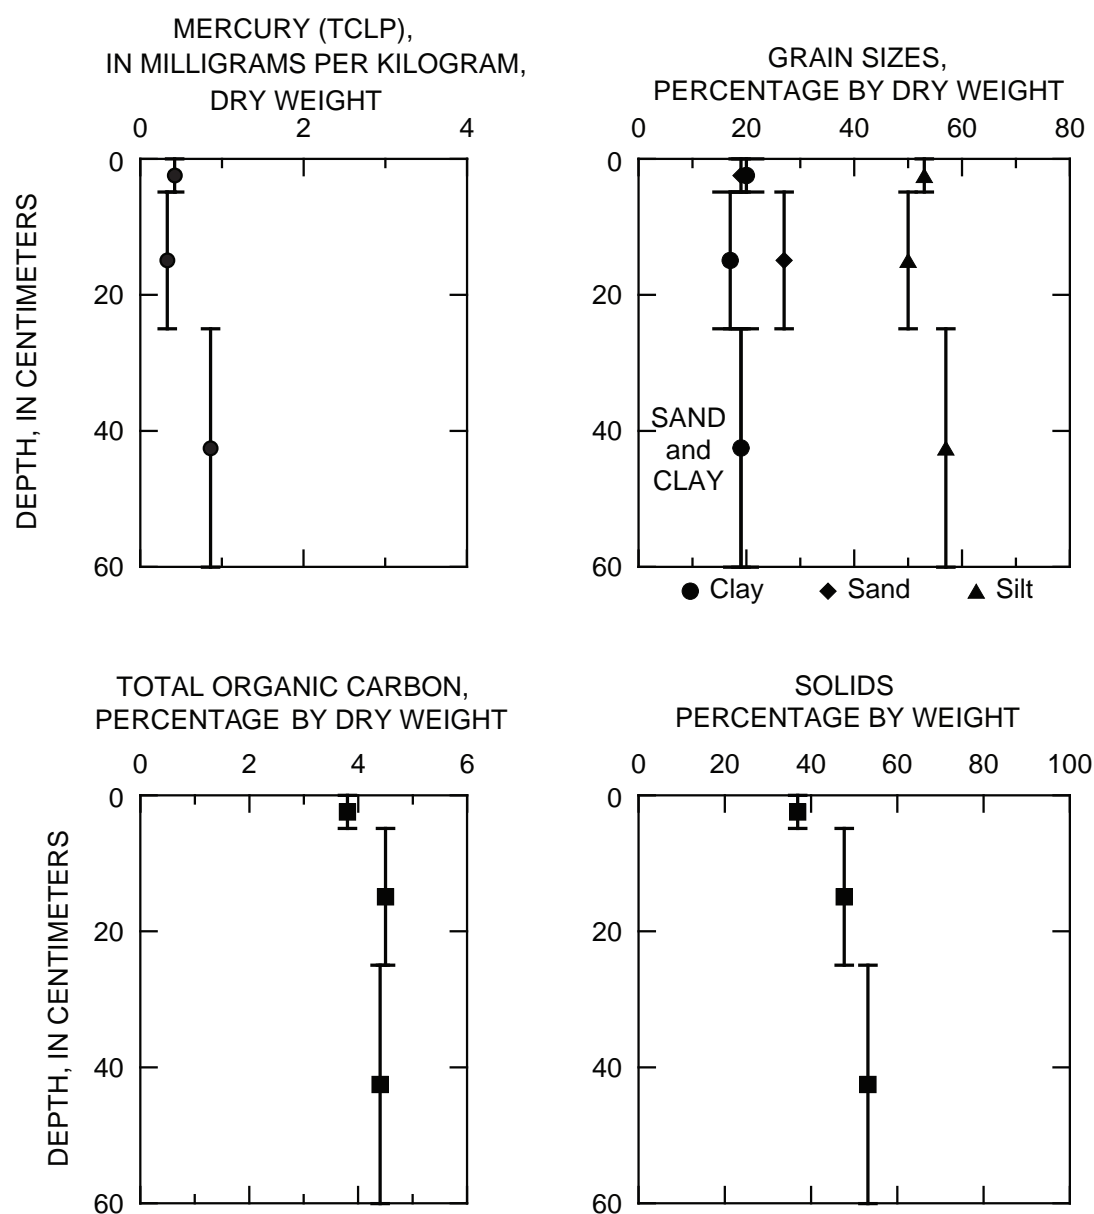 MERCURY (TCLP),
IN MILLIGRAMS PER KILOGRAM,
DRY WEIGHT
0 2 4
0
20
40
60
DEPTH, IN CENTIMETERS
GRAIN SIZES,
PERCENTAGE BY DRY WEIGHT
0 20 40 60 80
0
20
40
60
SAND
and
CLAY
Clay Sand Silt
TOTAL ORGANIC CARBON,
PERCENTAGE BY DRY WEIGHT
0 2 4 6
0
20
40
60
DEPTH, IN CENTIMETERS
SOLIDS
PERCENTAGE BY WEIGHT
0 20 40 60 80 100
0
20
40
60